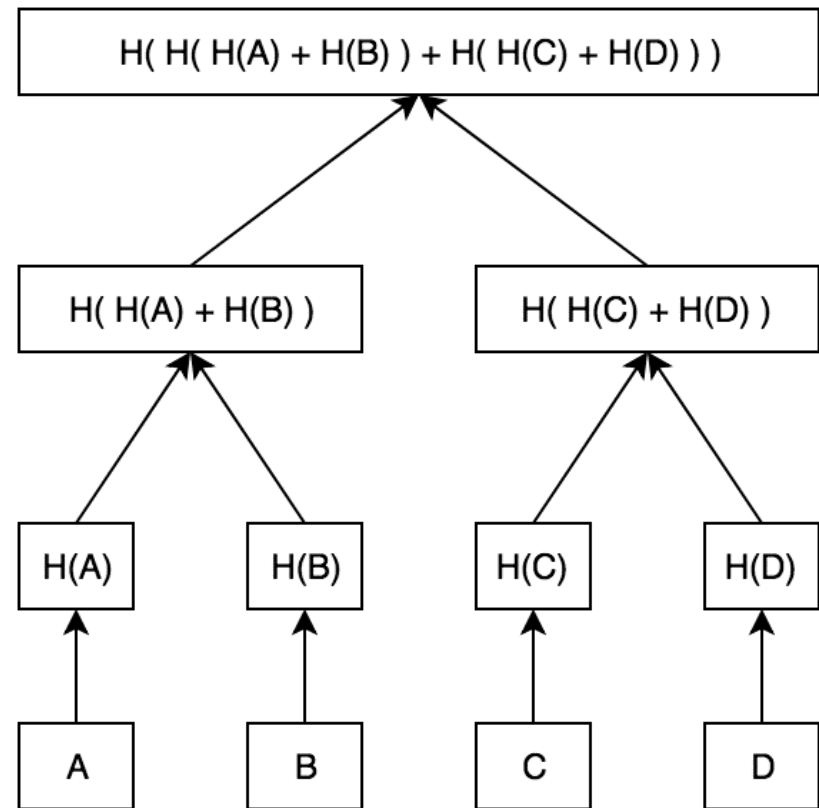 H( H( H(A) + H(B) ) + H( H(C) + H(D) ) )
H( H(A) + H(B) )
H( H(C) + H(D) )
H(A)
H(B)
H(C)
H(D)
A
B
C
D